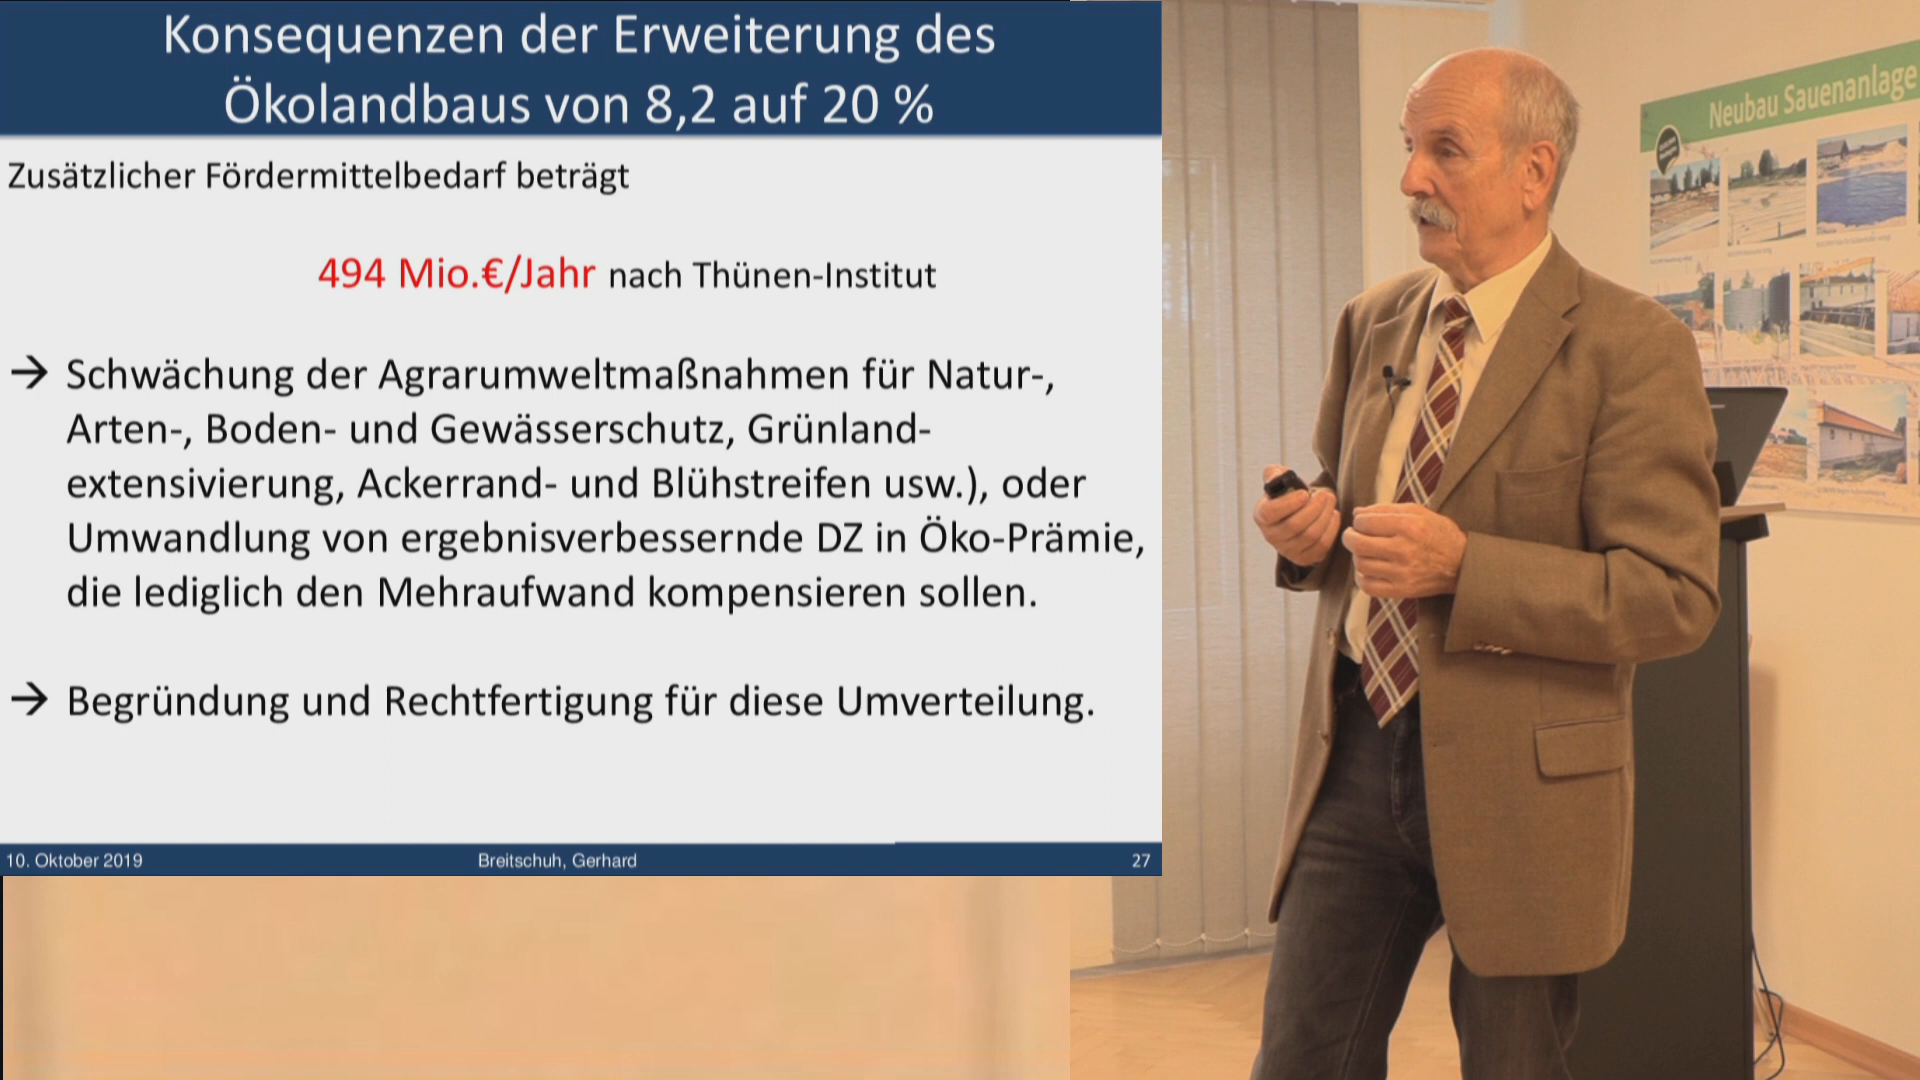 Konsequenzen der Erweiterung des
Ökolandbaus von 8,2 auf 20 %
Zusätzlicher Fördermittelbedarf beträgt
494 Mio.€/Jahr nach Thünen-Institut
→ Schwächung der Agrarumweltmaßnahmen für Natur-,
Arten-, Boden- und Gewässerschutz, Grünland-
extensivierung, Ackerrand- und Blühstreifen usw.), oder
Umwandlung von ergebnisverbessernde DZ in Öko-Prämie,
die lediglich den Mehraufwand kompensieren sollen.
→ Begründung und Rechtfertigung für diese Umverteilung.
10. Oktober 2019 Breitschuh, Gerhard 27
Neubau Sauenanlage